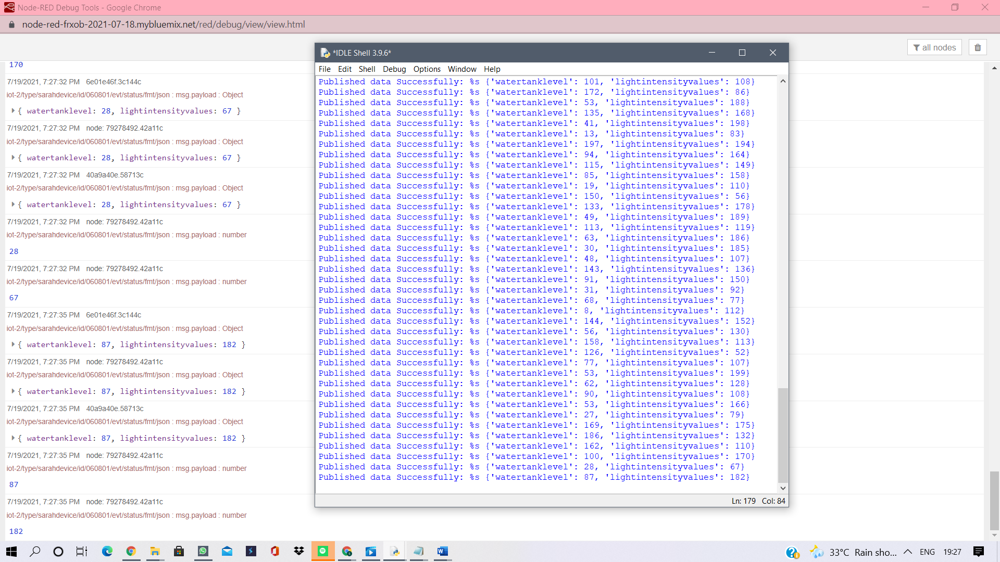 Node-RED Debug Tools - Google Chrome
node-red-frxob-2021-07-18.mybluemix.net/red/debug/view/view.html
all nodes
170
7/19/2021, 7:27:32 PM 6e01e46f.3c144c
iot-2/type/sarahdevice/id/060801/evt/status/fmt/json : msg.payload : Object
{ watertanklevel: 28, lightintensityvalues: 67 }
7/19/2021, 7:27:32 PM node: 79278492.42a11c
iot-2/type/sarahdevice/id/060801/evt/status/fmt/json : msg.payload : Object
{ watertanklevel: 28, lightintensityvalues: 67 }
7/19/2021, 7:27:32 PM 40a9a40e.58713c
iot-2/type/sarahdevice/id/060801/evt/status/fmt/json : msg.payload : Object
{ watertanklevel: 28, lightintensityvalues: 67 }
7/19/2021, 7:27:32 PM node: 79278492.42a11c
iot-2/type/sarahdevice/id/060801/evt/status/fmt/json : msg.payload : number
28
7/19/2021, 7:27:32 PM node: 79278492.42a11c
iot-2/type/sarahdevice/id/060801/evt/status/fmt/json : msg.payload : number
67
7/19/2021, 7:27:35 PM 6e01e46f.3c144c
iot-2/type/sarahdevice/id/060801/evt/status/fmt/json : msg.payload : Object
{ watertanklevel: 87, lightintensityvalues: 182 }
7/19/2021, 7:27:35 PM node: 79278492.42a11c
iot-2/type/sarahdevice/id/060801/evt/status/fmt/json : msg.payload : Object
{ watertanklevel: 87, lightintensityvalues: 182 }
7/19/2021, 7:27:35 PM 40a9a40e.58713c
iot-2/type/sarahdevice/id/060801/evt/status/fmt/json : msg.payload : Object
{ watertanklevel: 87, lightintensityvalues: 182 }
7/19/2021, 7:27:35 PM node: 79278492.42a11c
iot-2/type/sarahdevice/id/060801/evt/status/fmt/json : msg.payload : number
87
7/19/2021, 7:27:35 PM node: 79278492.42a11c
iot-2/type/sarahdevice/id/060801/evt/status/fmt/json : msg.payload : number
182
*IDLE Shell 3.9.6*
File Edit Shell Debug Options Window Help
Published data Successfully: %s {'watertanklevel': 101, 'lightintensityvalues': 108}
Published data Successfully: %s {'watertanklevel': 172, 'lightintensityvalues': 86}
Published data Successfully: %s {'watertanklevel': 53, 'lightintensityvalues': 188}
Published data Successfully: %s {'watertanklevel': 135, 'lightintensityvalues': 168}
Published data Successfully: %s {'watertanklevel': 41, 'lightintensityvalues': 198}
Published data Successfully: %s {'watertanklevel': 13, 'lightintensityvalues': 83}
Published data Successfully: %s {'watertanklevel': 197, 'lightintensityvalues': 194}
Published data Successfully: %s {'watertanklevel': 94, 'lightintensityvalues': 164}
Published data Successfully: %s {'watertanklevel': 115, 'lightintensityvalues': 149}
Published data Successfully: %s {'watertanklevel': 85, 'lightintensityvalues': 158}
Published data Successfully: %s {'watertanklevel': 19, 'lightintensityvalues': 110}
Published data Successfully: %s {'watertanklevel': 150, 'lightintensityvalues': 56}
Published data Successfully: %s {'watertanklevel': 133, 'lightintensityvalues': 178}
Published data Successfully: %s {'watertanklevel': 49, 'lightintensityvalues': 189}
Published data Successfully: %s {'watertanklevel': 113, 'lightintensityvalues': 119}
Published data Successfully: %s {'watertanklevel': 63, 'lightintensityvalues': 186}
Published data Successfully: %s {'watertanklevel': 30, 'lightintensityvalues': 185}
Published data Successfully: %s {'watertanklevel': 48, 'lightintensityvalues': 107}
Published data Successfully: %s {'watertanklevel': 143, 'lightintensityvalues': 136}
Published data Successfully: %s {'watertanklevel': 91, 'lightintensityvalues': 150}
Published data Successfully: %s {'watertanklevel': 31, 'lightintensityvalues': 92}
Published data Successfully: %s {'watertanklevel': 68, 'lightintensityvalues': 77}
Published data Successfully: %s {'watertanklevel': 8, 'lightintensityvalues': 112}
Published data Successfully: %s {'watertanklevel': 144, 'lightintensityvalues': 152}
Published data Successfully: %s {'watertanklevel': 56, 'lightintensityvalues': 130}
Published data Successfully: %s {'watertanklevel': 158, 'lightintensityvalues': 113}
Published data Successfully: %s {'watertanklevel': 126, 'lightintensityvalues': 52}
Published data Successfully: %s {'watertanklevel': 77, 'lightintensityvalues': 107}
Published data Successfully: %s {'watertanklevel': 53, 'lightintensityvalues': 199}
Published data Successfully: %s {'watertanklevel': 62, 'lightintensityvalues': 128}
Published data Successfully: %s {'watertanklevel': 90, 'lightintensityvalues': 108}
Published data Successfully: %s {'watertanklevel': 53, 'lightintensityvalues': 166}
Published data Successfully: %s {'watertanklevel': 27, 'lightintensityvalues': 79}
Published data Successfully: %s {'watertanklevel': 169, 'lightintensityvalues': 175}
Published data Successfully: %s {'watertanklevel': 186, 'lightintensityvalues': 132}
Published data Successfully: %s {'watertanklevel': 162, 'lightintensityvalues': 110}
Published data Successfully: %s {'watertanklevel': 100, 'lightintensityvalues': 170}
Published data Successfully: %s {'watertanklevel': 28, 'lightintensityvalues': 67}
Published data Successfully: %s {'watertanklevel': 87, 'lightintensityvalues': 182}
Ln: 179 Col: 84
33°C Rain sho... ENG 19:27